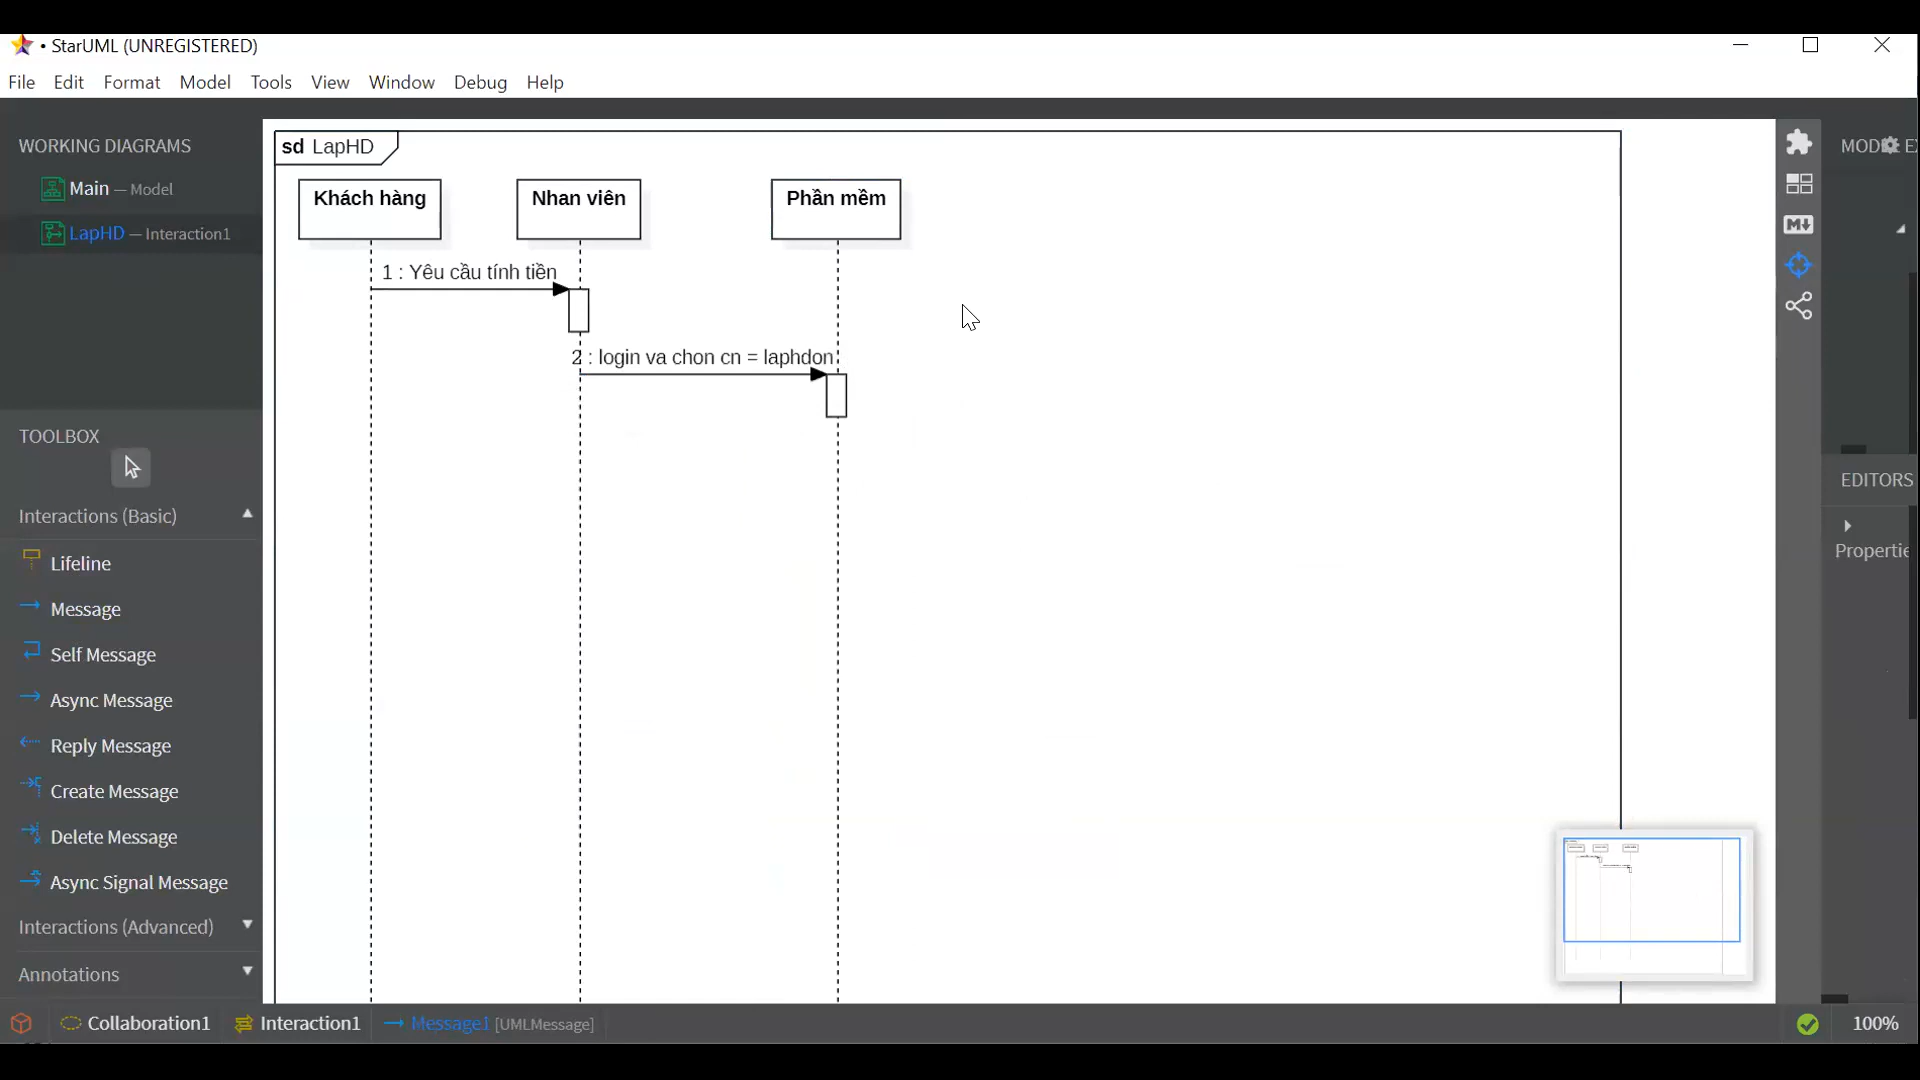 • StarUML (UNREGISTERED)
File Edit Format Model Tools View Window Debug Help
WORKING DIAGRAMS
Main — Model
LapHD — Interaction1
TOOLBOX
Interactions (Basic)
Lifeline
Message
Self Message
Async Message
Reply Message
Create Message
Delete Message
Async Signal Message
Interactions (Advanced)
Annotations
sd LapHD
Khách hàng
Nhan viên
Phần mềm
1 : Yêu cầu tính tiền
2 : login va chon cn = laphdon
EDITORS
Collaboration1 Interaction1 Message1 [UMLMessage]
100%